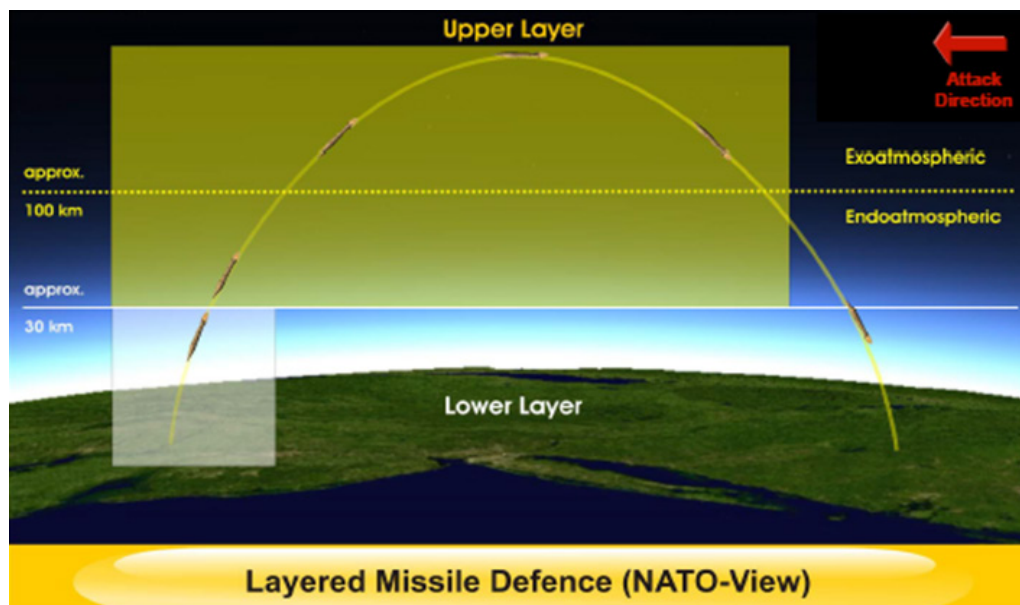 Upper Layer
Attack
Direction
approx.
Exoatmospheric
100 km
Endoatmospheric
approx.
30 km
Lower Layer
Layered Missile Defence (NATO-View)